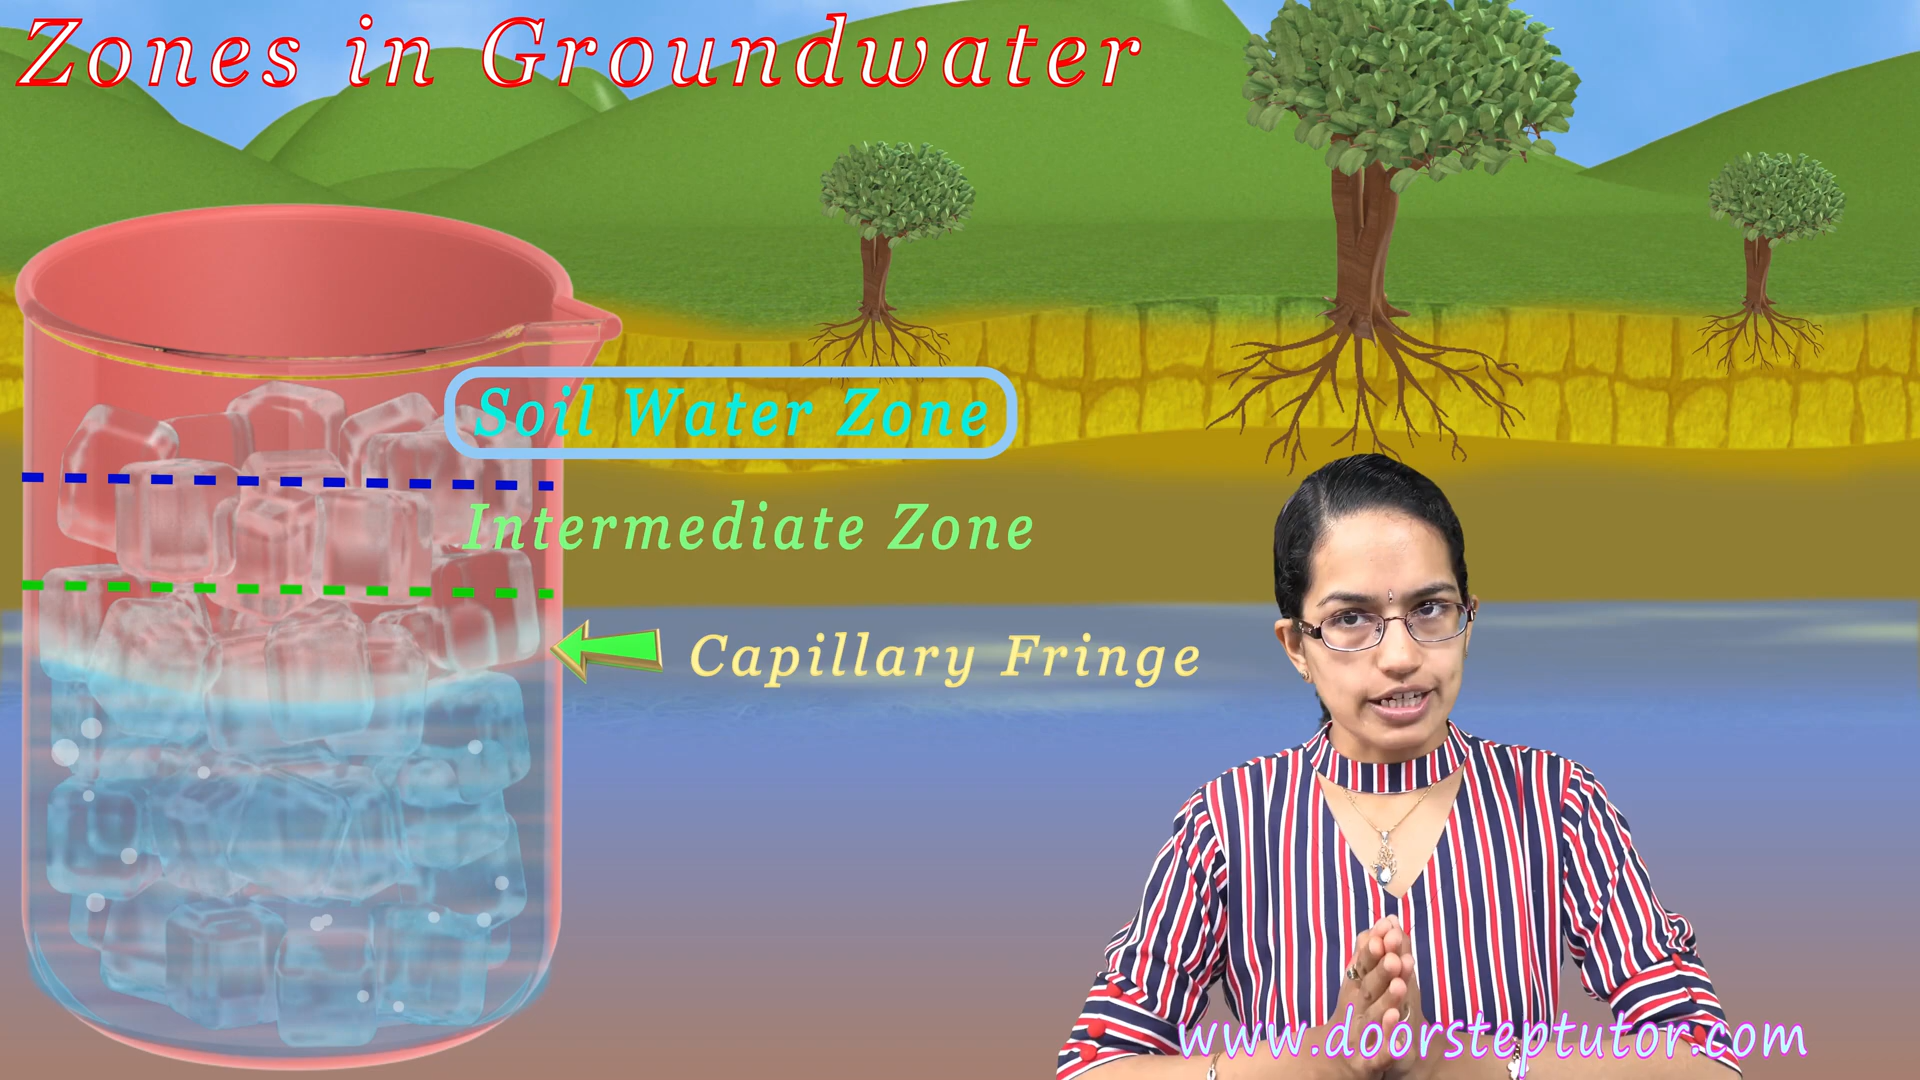 Zones in Groundwater
Soil Water Zone
Intermediate Zone
Capillary Fringe
www.doorsteptutor.com